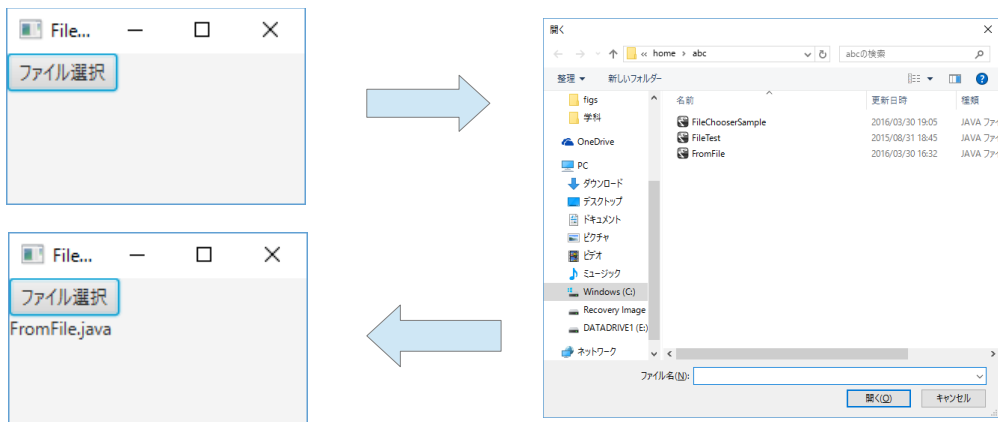 File...
ファイル選択
開く
« home › abc
abcの検索
整理 新しいフォルダー
figs
学科
OneDrive
PC
ダウンロード
デスクトップ
ドキュメント
ピクチャ
ビデオ
ミュージック
Windows (C:)
Recovery Image
DATADRIVE1 (E:)
ネットワーク
名前 更新日時 種類
FileChooserSample 2016/03/30 19:05 JAVA ファ
FileTest 2015/08/31 18:45 JAVA ファ
FromFile 2016/03/30 16:32 JAVA ファ
ファイル名(N):
開く(O) キャンセル
File...
ファイル選択
FromFile.java